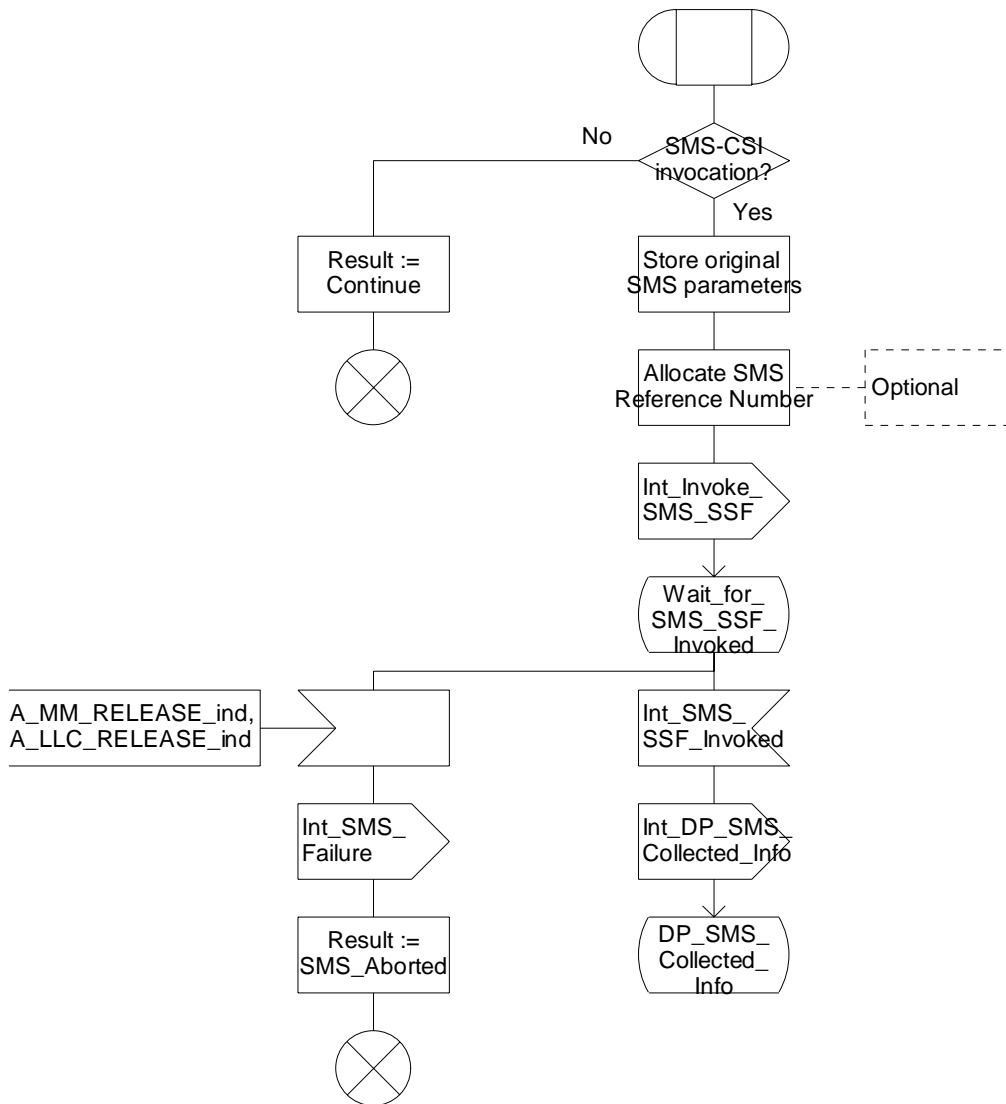 No
SMS-CSI
invocation?
Yes
Result :=
Continue
Store original
SMS parameters
Allocate SMS
Reference Number
Optional
Int_Invoke_
SMS_SSF
Wait_for_
SMS_SSF_
Invoked
A_MM_RELEASE_ind,
A_LLC_RELEASE_ind
Int_SMS_
SSF_Invoked
Int_SMS_
Failure
Int_DP_SMS_
Collected_Info
Result :=
SMS_Aborted
DP_SMS_
Collected_
Info